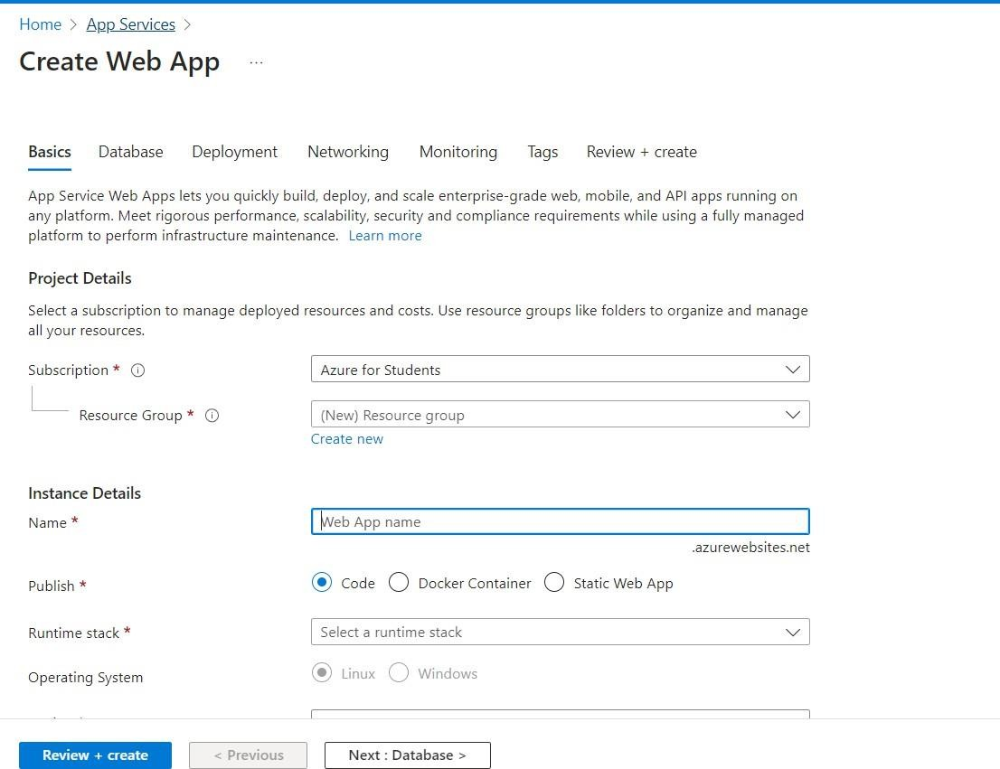 Home > App Services >
Create Web App ...
Basics Database Deployment Networking Monitoring Tags Review + create
App Service Web Apps lets you quickly build, deploy, and scale enterprise-grade web, mobile, and API apps running on
any platform. Meet rigorous performance, scalability, security and compliance requirements while using a fully managed
platform to perform infrastructure maintenance. Learn more
Project Details
Select a subscription to manage deployed resources and costs. Use resource groups like folders to organize and manage
all your resources.
Subscription * Azure for Students
Resource Group * (New) Resource group
Create new
Instance Details
Name * Web App name
.azurewebsites.net
Publish * Code Docker Container Static Web App
Runtime stack * Select a runtime stack
Operating System Linux Windows
Review + create < Previous Next : Database >